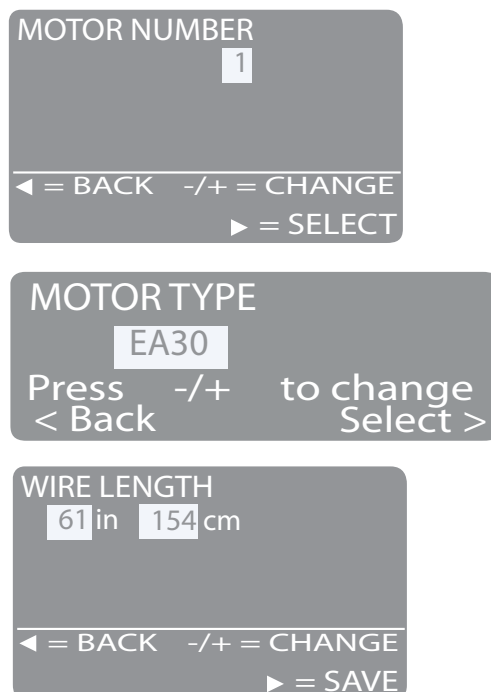 MOTOR NUMBER
1
◄ = BACK -/+ = CHANGE
► = SELECT
MOTOR TYPE
EA30
Press -/+ to change
< Back Select >
WIRE LENGTH
61 in 154 cm
◄ = BACK -/+ = CHANGE
► = SAVE